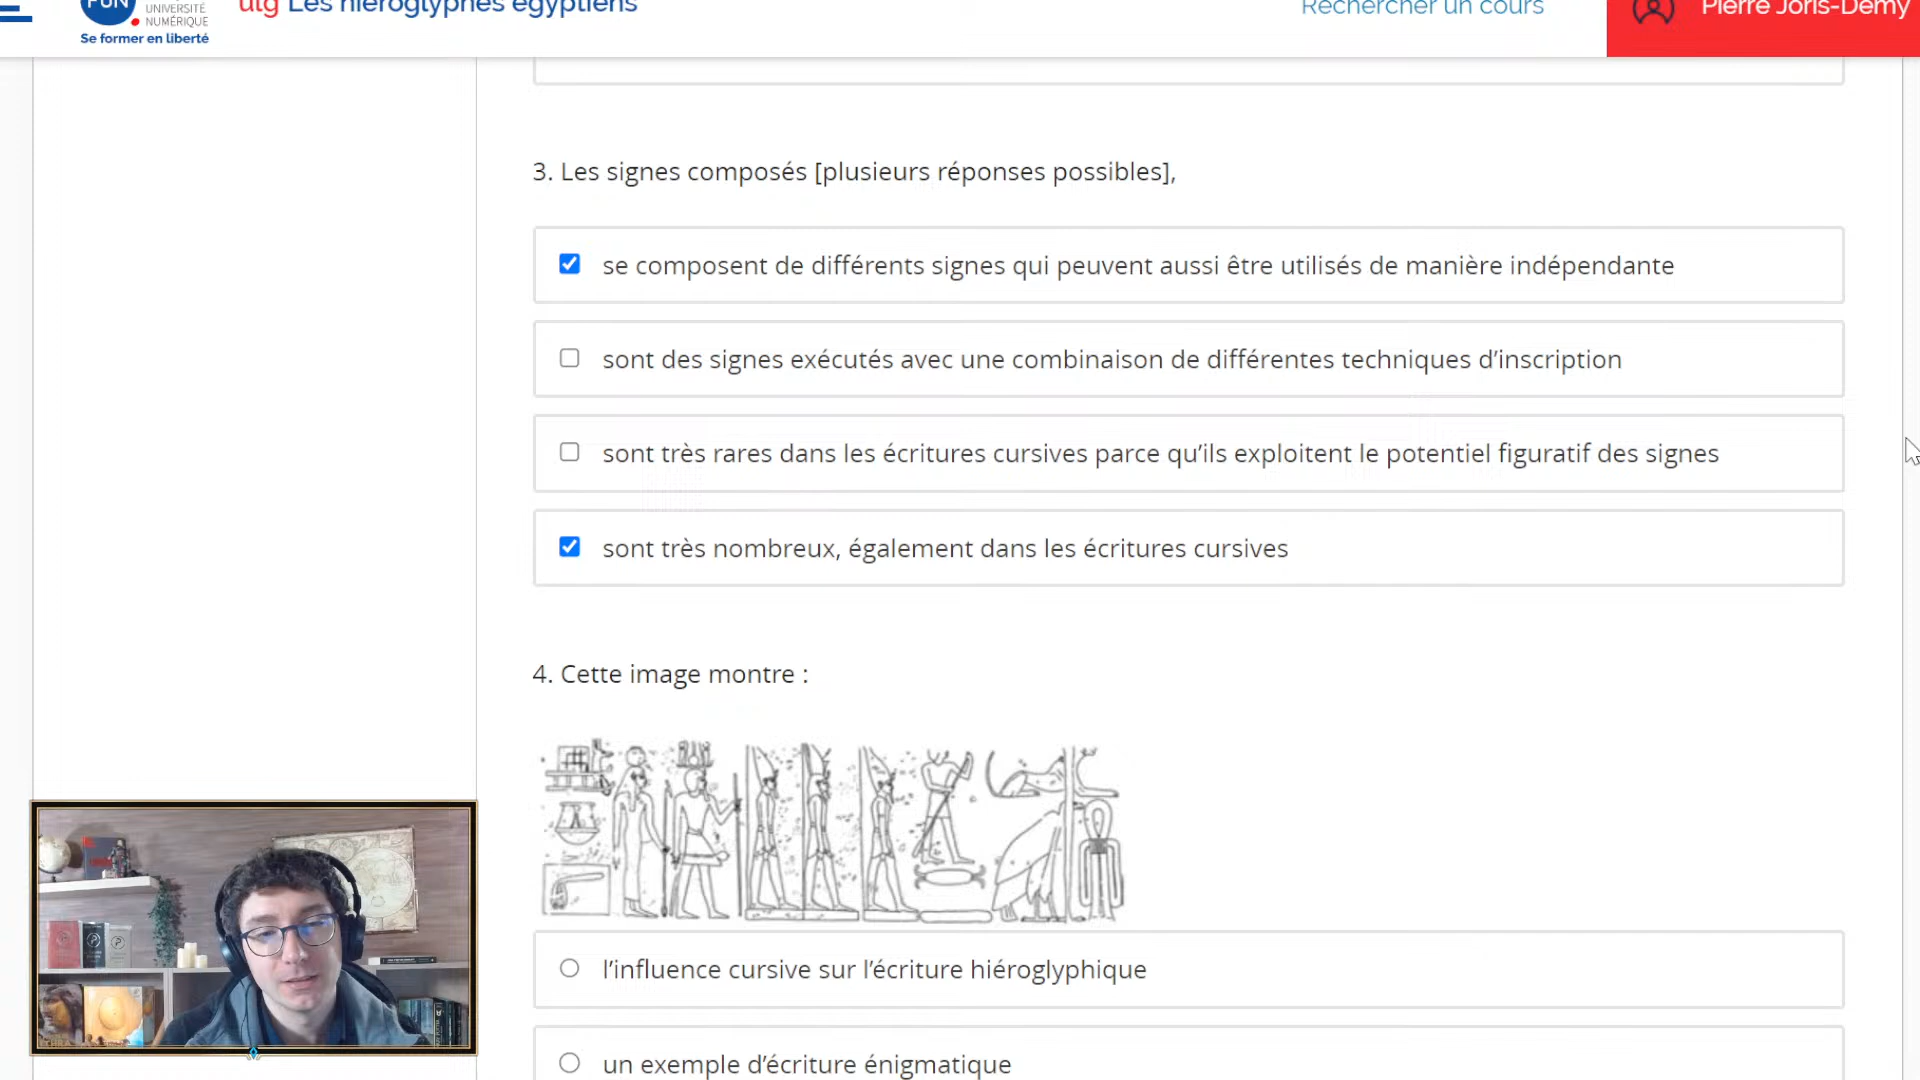 FUN UNIVERSITÉ
NUMÉRIQUE
Se former en liberté
ulg Les hiéroglyphes égyptiens
Rechercher un cours
Pierre Joris-Demy
3. Les signes composés [plusieurs réponses possibles],
se composent de différents signes qui peuvent aussi être utilisés de manière indépendante
sont des signes exécutés avec une combinaison de différentes techniques d’inscription
sont très rares dans les écritures cursives parce qu’ils exploitent le potentiel figuratif des signes
sont très nombreux, également dans les écritures cursives
4. Cette image montre :
l’influence cursive sur l’écriture hiéroglyphique
un exemple d’écriture énigmatique